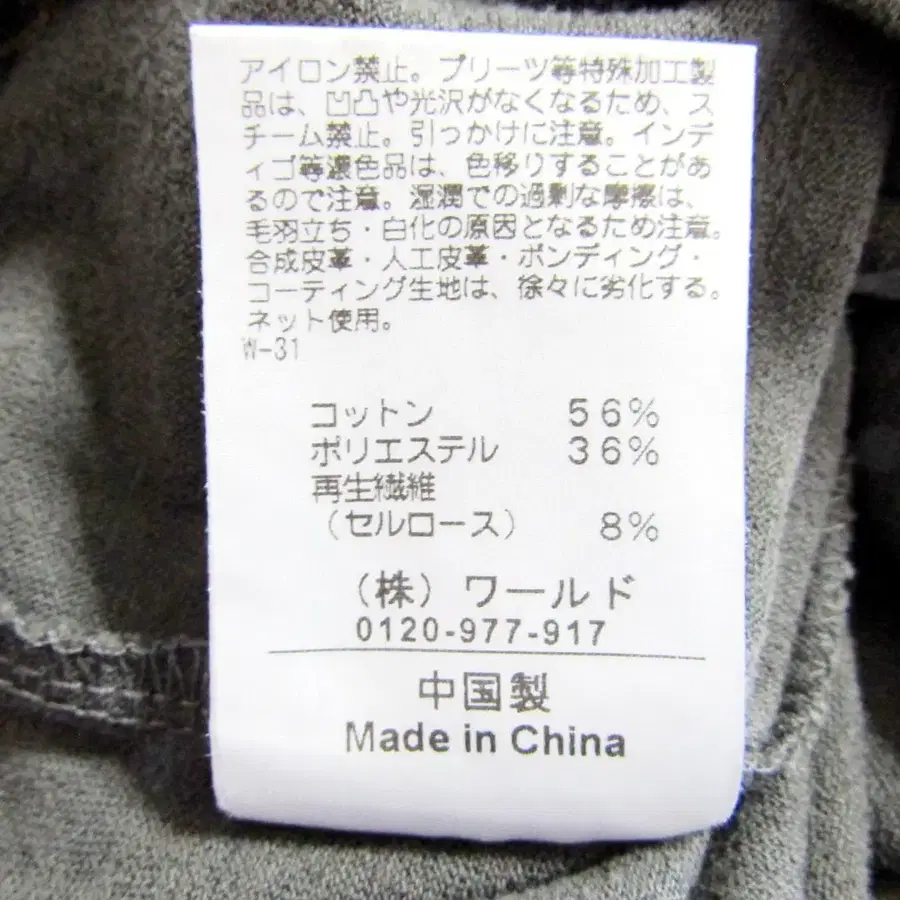 アイロン禁止。プリーツ等特殊加工製
品は、凹凸や光沢がなくなるため、ス
チーム禁止。引っかけに注意。インデ
ィゴ等濃色品は、色移りすることがあ
るので注意。湿潤での過剰な摩擦は、
毛羽立ち・白化の原因となるため注意。
合成皮革・人工皮革・ボンディング・
コーティング生地は、徐々に劣化する。
ネット使用。
W-31
コットン 56%
ポリエステル 36%
再生繊維
(セルロース) 8%
(株)ワールド
0120-977-917
中国製
Made in China